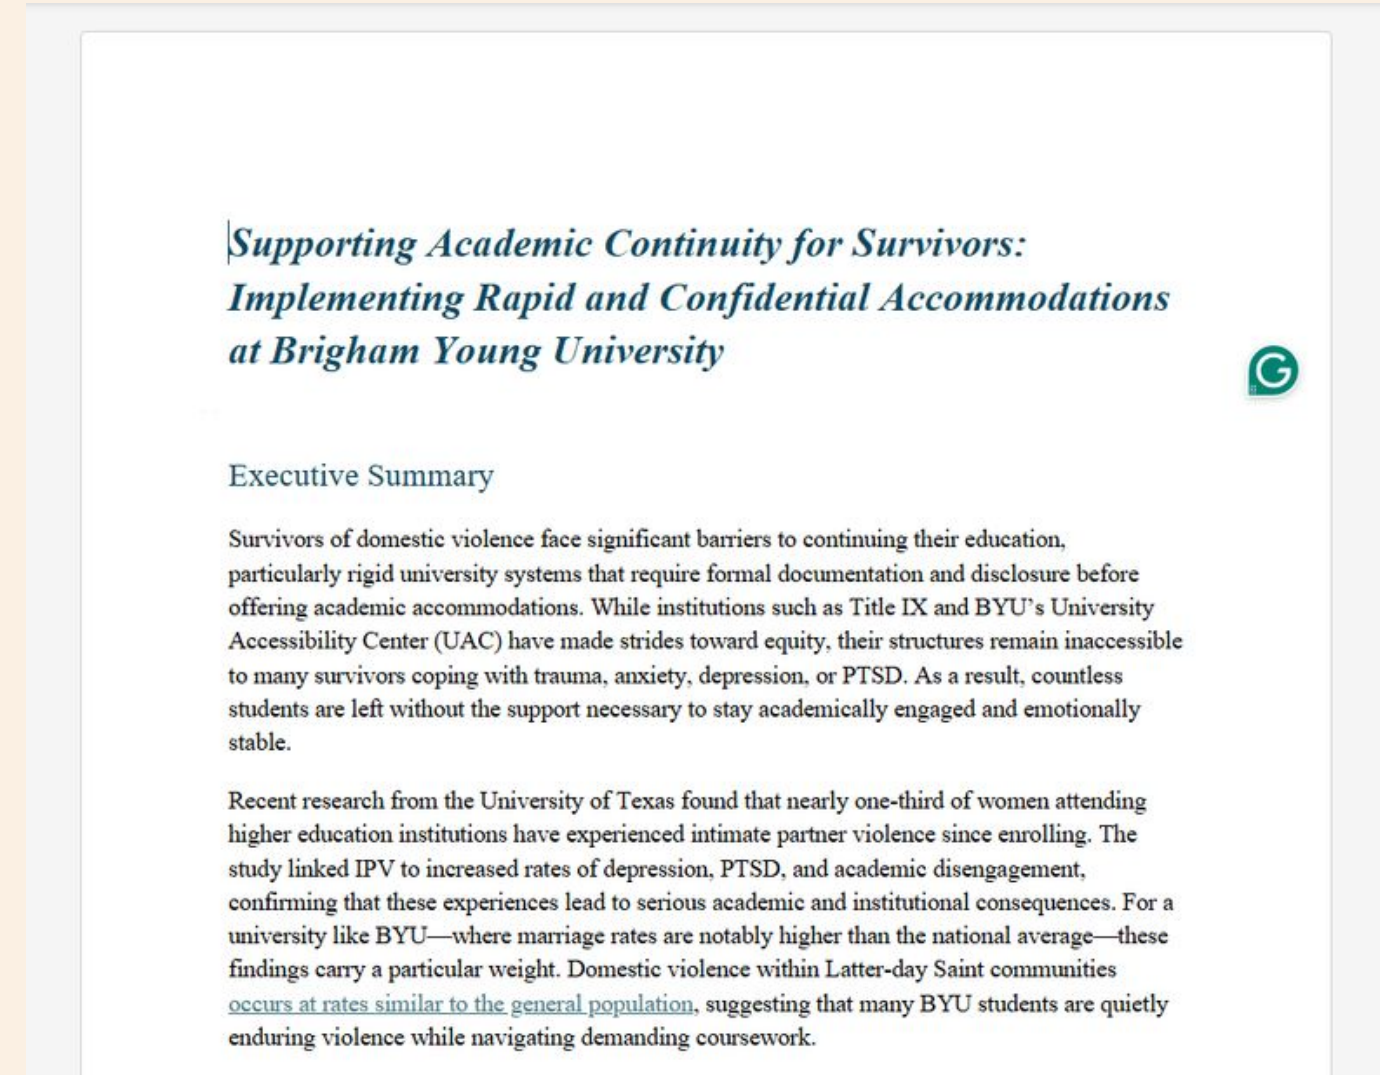 Supporting Academic Continuity for Survivors:
Implementing Rapid and Confidential Accommodations
at Brigham Young University
G
Executive Summary
Survivors of domestic violence face significant barriers to continuing their education,
particularly rigid university systems that require formal documentation and disclosure before
offering academic accommodations. While institutions such as Title IX and BYU’s University
Accessibility Center (UAC) have made strides toward equity, their structures remain inaccessible
to many survivors coping with trauma, anxiety, depression, or PTSD. As a result, countless
students are left without the support necessary to stay academically engaged and emotionally
stable.
Recent research from the University of Texas found that nearly one-third of women attending
higher education institutions have experienced intimate partner violence since enrolling. The
study linked IPV to increased rates of depression, PTSD, and academic disengagement,
confirming that these experiences lead to serious academic and institutional consequences. For a
university like BYU—where marriage rates are notably higher than the national average—these
findings carry a particular weight. Domestic violence within Latter-day Saint communities
occurs at rates similar to the general population, suggesting that many BYU students are quietly
enduring violence while navigating demanding coursework.